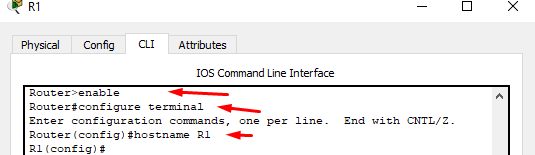 R1
Physical Config CLI Attributes
IOS Command Line Interface
Router>enable
Router#configure terminal
Enter configuration commands, one per line.  End with CNTL/Z.
Router(config)#hostname R1
R1(config)#